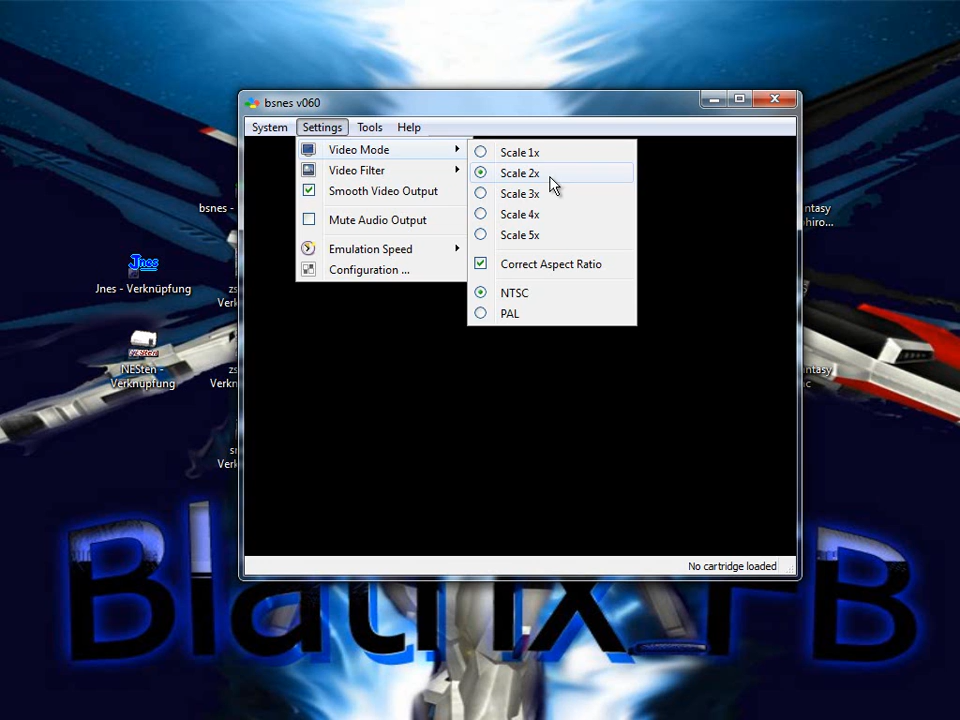 bsnes v060
System Settings Tools Help
Video Mode
Video Filter
Smooth Video Output
Mute Audio Output
Emulation Speed
Configuration ...
Scale 1x
Scale 2x
Scale 3x
Scale 4x
Scale 5x
Correct Aspect Ratio
NTSC
PAL
No cartridge loaded
bsnes -
Jnes
Jnes - Verknüpfung
NESten -
Verknüpfung